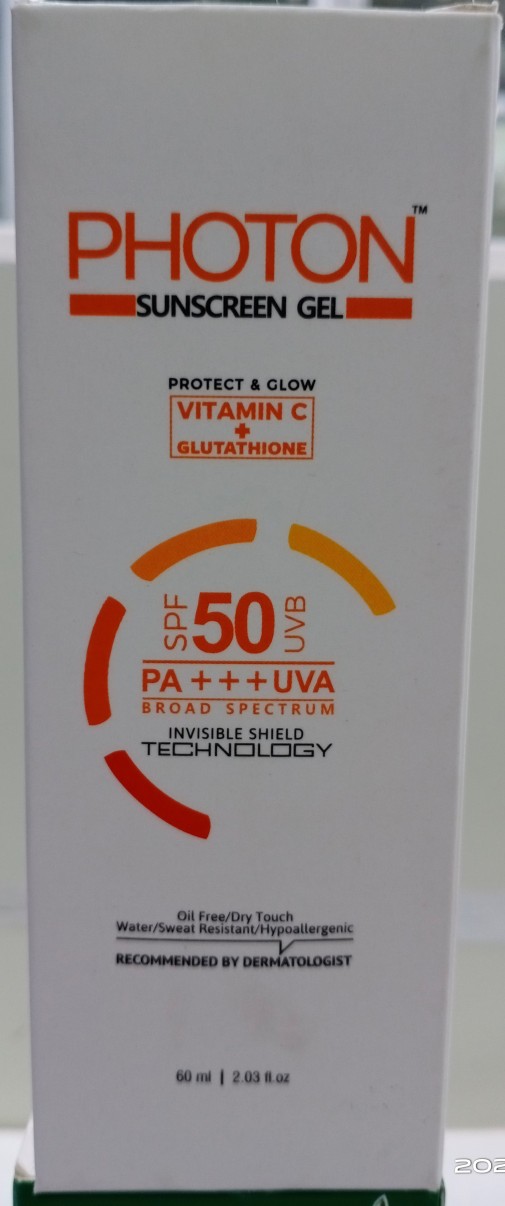 PHOTON™
SUNSCREEN GEL
PROTECT & GLOW
VITAMIN C
+
GLUTATHIONE
SPF 50 UVB
PA +++ UVA
BROAD SPECTRUM
INVISIBLE SHIELD
TECHNOLOGY
Oil Free/Dry Touch
Water/Sweat Resistant/Hypoallergenic
RECOMMENDED BY DERMATOLOGIST
60 ml | 2.03 fl.oz